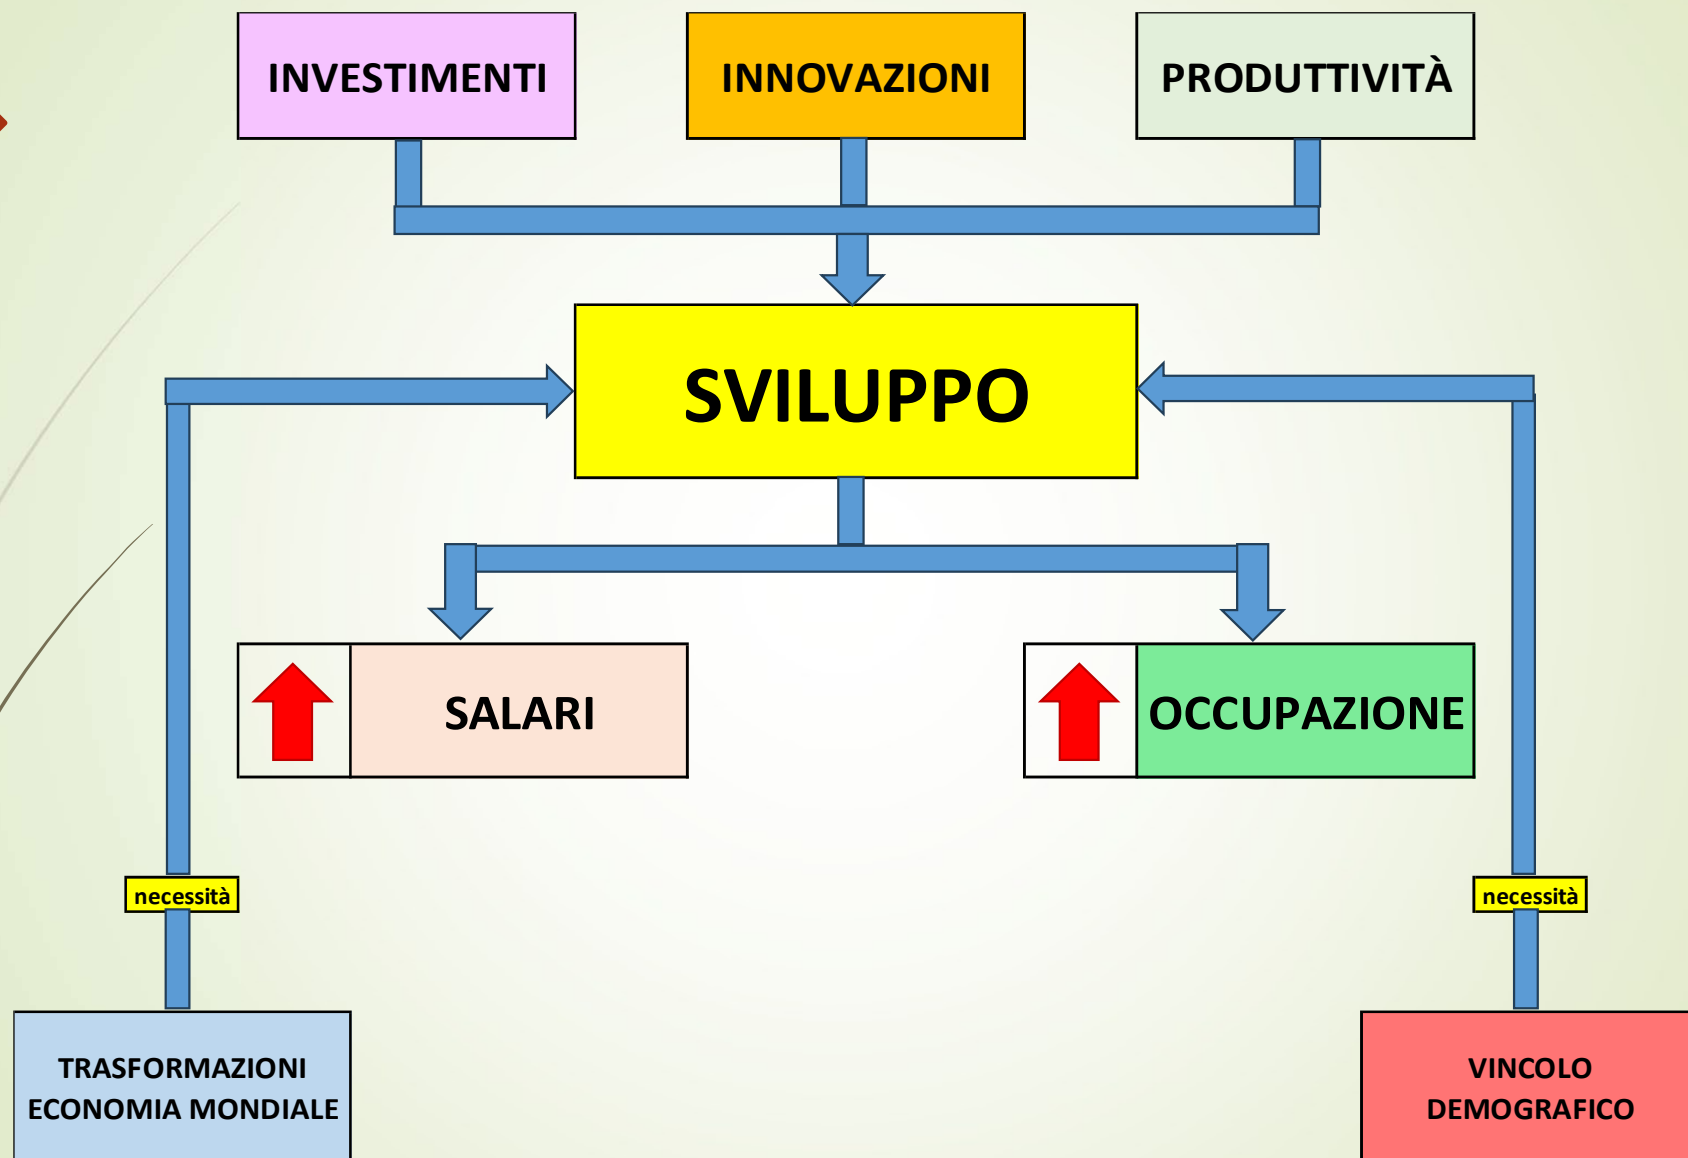 INVESTIMENTI
INNOVAZIONI
PRODUTTIVITÀ
SVILUPPO
SALARI
OCCUPAZIONE
necessità
necessità
TRASFORMAZIONI
ECONOMIA MONDIALE
VINCOLO
DEMOGRAFICO